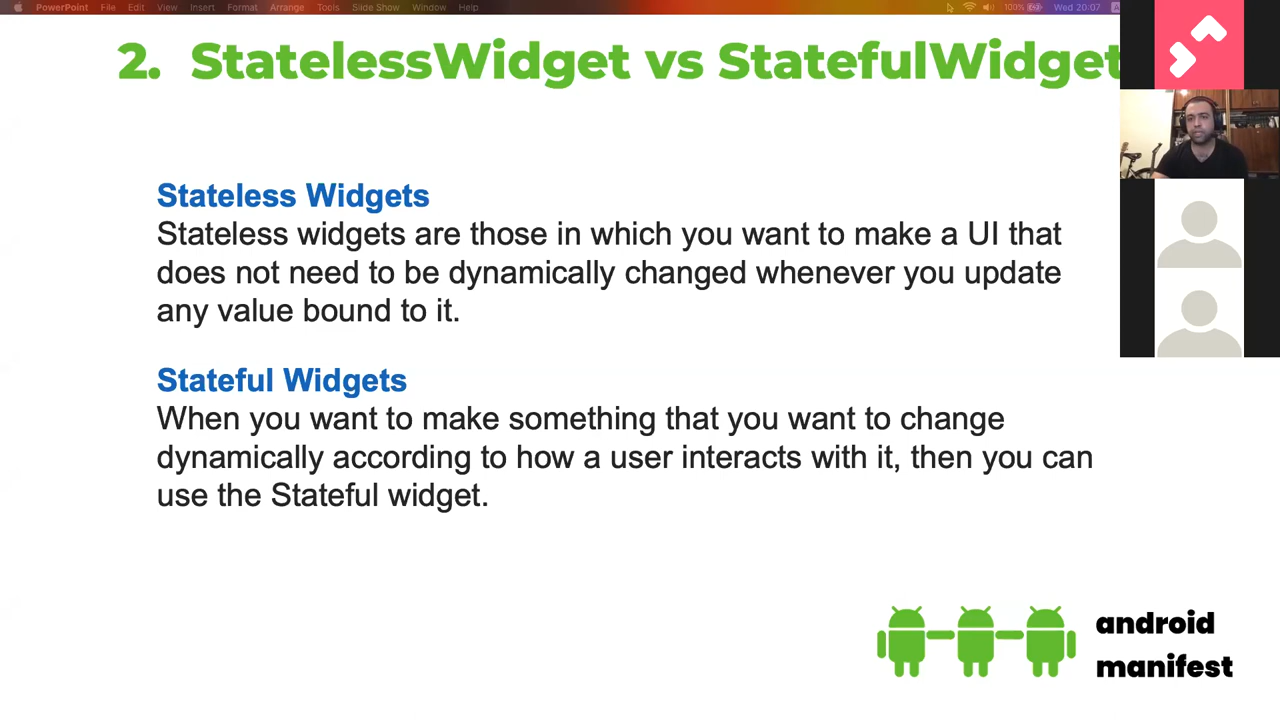 PowerPoint File Edit View Insert Format Arrange Tools Slide Show Window Help 100% Wed 20:07
2. StatelessWidget vs StatefulWidget
Stateless Widgets
Stateless widgets are those in which you want to make a UI that
does not need to be dynamically changed whenever you update
any value bound to it.
Stateful Widgets
When you want to make something that you want to change
dynamically according to how a user interacts with it, then you can
use the Stateful widget.
android
manifest